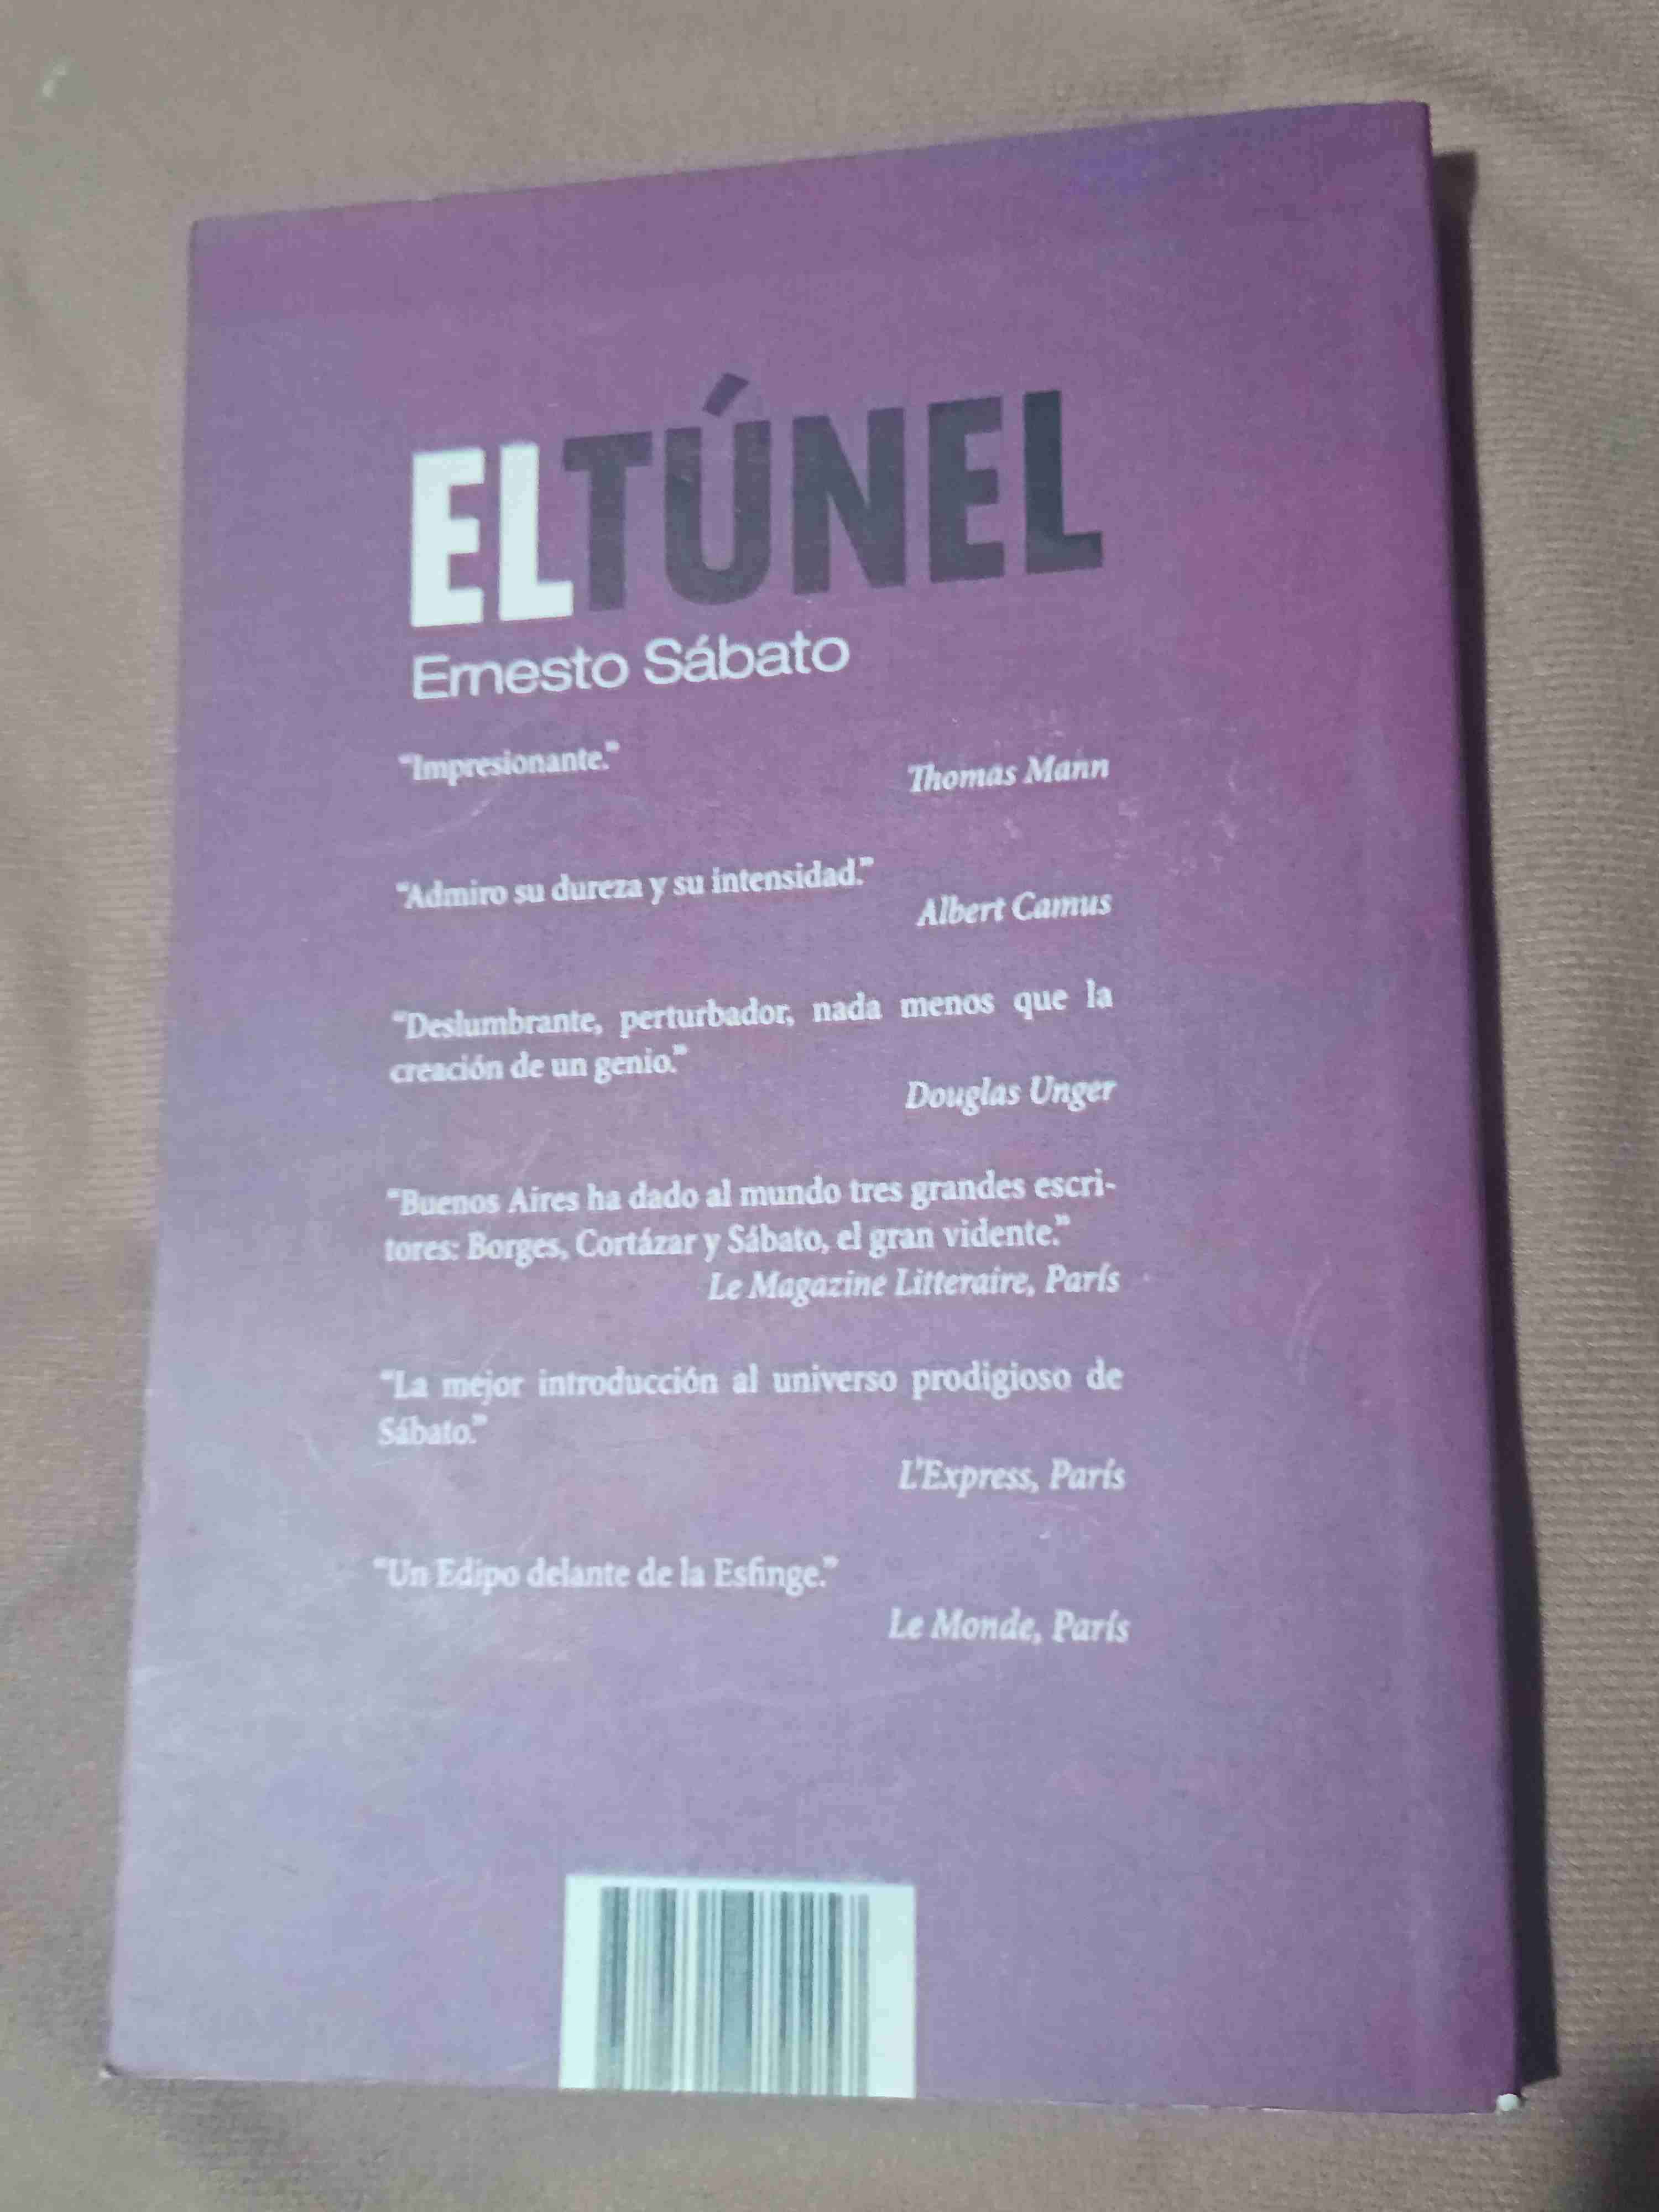 EL TÚNEL
Ernesto Sábato
“Impresionante.”
Thomas Mann
“Admiro su dureza y su intensidad.”
Albert Camus
“Deslumbrante, perturbador, nada menos que la
creación de un genio.”
Douglas Unger
“Buenos Aires ha dado al mundo tres grandes escri-
tores: Borges, Cortázar y Sábato, el gran vidente.”
Le Magazine Litteraire, París
“La mejor introducción al universo prodigioso de
Sábato.”
L'Express, París
“Un Edipo delante de la Esfinge.”
Le Monde, París